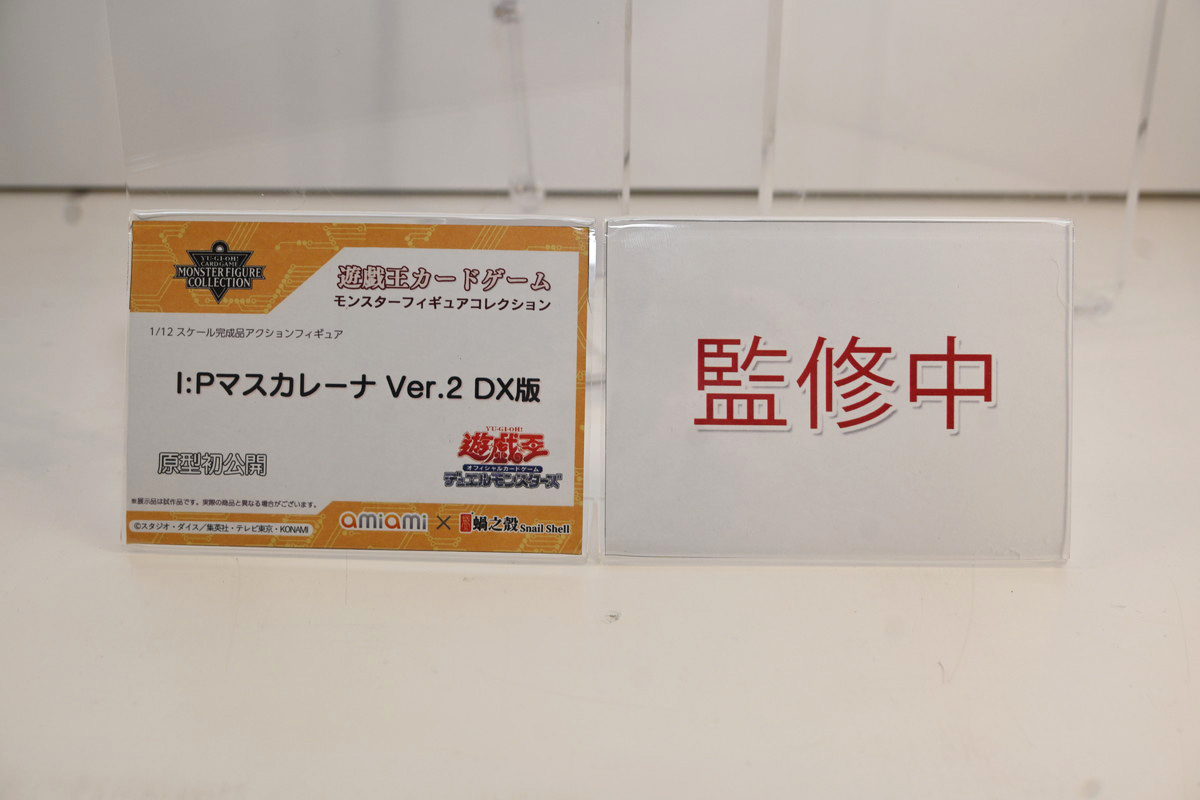 YU-GI-OH!
CARD GAME
MONSTER FIGURE
COLLECTION
遊戯王カードゲーム
モンスターフィギュアコレクション
1/12 スケール完成品アクションフィギュア
I:Pマスカレーナ Ver.2 DX版
原型初公開
YU-GI-OH!
遊戯王
オフィシャルカードゲーム
デュエルモンスターズ
※展示品は試作品です。実際の商品と異なる場合がございます。
©スタジオ・ダイス／集英社・テレビ東京・KONAMI
amiami × 蝸之殼 Snail Shell
監修中